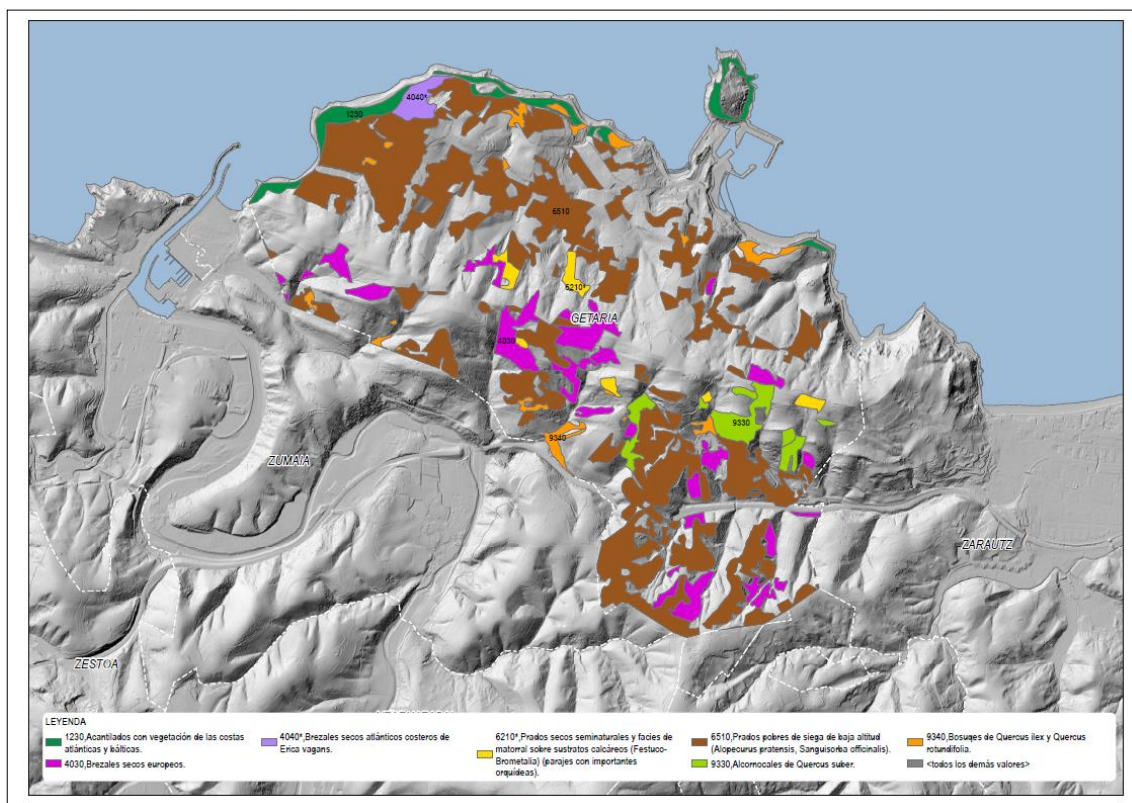 4040*
1230
6510
6210*
GETARIA
4030
9330
9340
ZUMAIA
ZARAUTZ
ZESTOA
LEYENDA
1230,Acantilados con vegetación de las costas
atlánticas y bálticas.
4030,Brezales secos europeos.
4040*,Brezales secos atlánticos costeros de
Erica vagans.
6210*,Prados secos seminaturales y facies de
matorral sobre sustratos calcáreos (Festuco-
Brometalia) (parajes con importantes
orquídeas).
6510,Prados pobres de siega de baja altitud
(Alopecurus pratensis, Sanguisorba officinalis).
9330,Alcornocales de Quercus suber.
9340,Bosuqes de Quercus ilex y Quercus
rotundifolia.
<todos los demás valores>